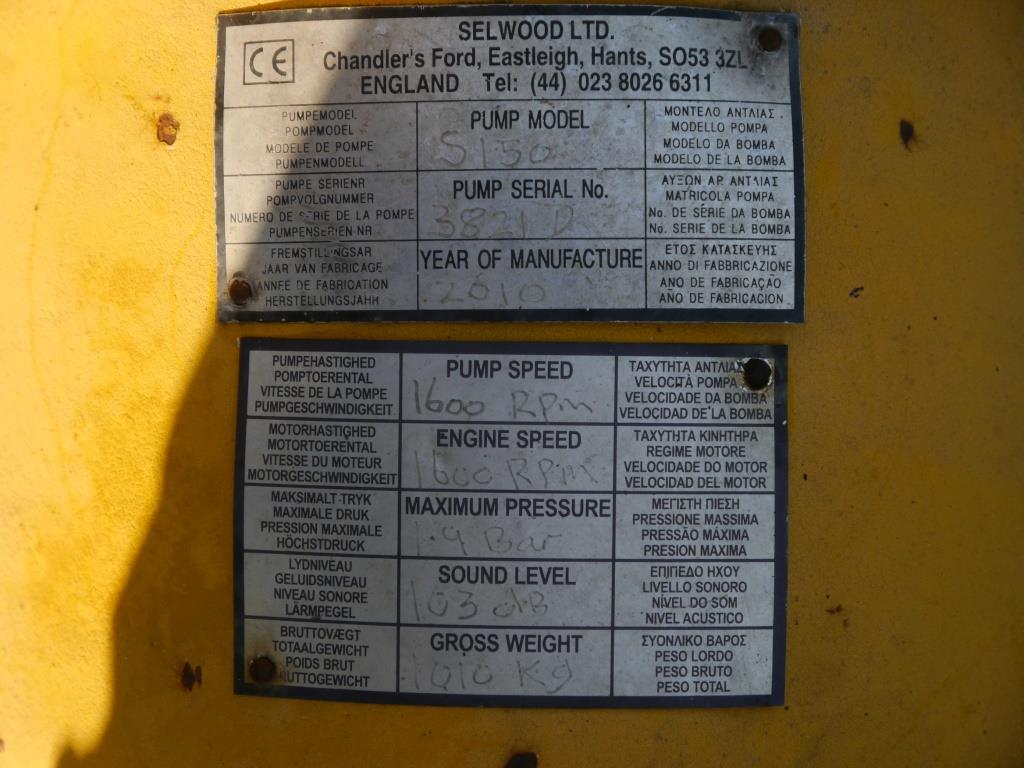 CE
SELWOOD LTD.
Chandler's Ford, Eastleigh, Hants, SO53 3ZL
ENGLAND Tel: (44) 023 8026 6311
PUMPEMODEL
POMPMODEL
MODELE DE POMPE
PUMPENMODELL
PUMP MODEL
S150
ΜΟΝΤΕΛΟ ΑΝΤΛΙΑΣ
MODELLO POMPA
MODELO DA BOMBA
MODELO DE LA BOMBA
PUMPE SERIENR
POMPVOLGNUMMER
NUMERO DE SERIE DE LA POMPE
PUMPENSERIEN NR
PUMP SERIAL No.
3821 D
ΑΥΞΩΝ ΑΡ. ΑΝΤΛΙΑΣ
MATRICOLA POMPA
No. DE SÉRIE DA BOMBA
No. SERIE DE LA BOMBA
FREMSTILLINGSAR
JAAR VAN FABRICAGE
ANNEE DE FABRICATION
HERSTELLUNGSJAHH
YEAR OF MANUFACTURE
2010
ΕΤΟΣ ΚΑΤΑΣΚΕΥΗΣ
ANNO DI FABBRICAZIONE
ANO DE FABRICAÇÃO
ANO DE FABRICACION
PUMPEHASTIGHED
POMPTOERENTAL
VITESSE DE LA POMPE
PUMPGESCHWINDIGKEIT
PUMP SPEED
1600 RPm
ΤΑΧΥΤΗΤΑ ΑΝΤΛΙΑΣ
VELOCITÀ POMPA
VELOCIDADE DA BOMBA
VELOCIDAD DE LA BOMBA
MOTORHASTIGHED
MOTORTOERENTAL
VITESSE DU MOTEUR
MOTORGESCHWINDIGKEIT
ENGINE SPEED
1600 RPm
ΤΑΧΥΤΗΤΑ ΚΙΝΗΤΗΡΑ
REGIME MOTORE
VELOCIDADE DO MOTOR
VELOCIDAD DEL MOTOR
MAKSIMALT TRYK
MAXIMALE DRUK
PRESSION MAXIMALE
HÖCHSTDRUCK
MAXIMUM PRESSURE
1.9 Bar
ΜΕΓΙΣΤΗ ΠΙΕΣΗ
PRESSIONE MASSIMA
PRESSÃO MÁXIMA
PRESION MAXIMA
LYDNIVEAU
GELUIDSNIVEAU
NIVEAU SONORE
LÄRMPEGEL
SOUND LEVEL
103 dB
ΕΠΙΠΕΔΟ ΗΧΟΥ
LIVELLO SONORO
NÍVEL DO SOM
NIVEL ACUSTICO
BRUTTOVÆGT
TOTAALGEWICHT
POIDS BRUT
BRUTTOGEWICHT
GROSS WEIGHT
1010 Kg
ΣΥΟΝΛΙΚΟ ΒΑΡΟΣ
PESO LORDO
PESO BRUTO
PESO TOTAL